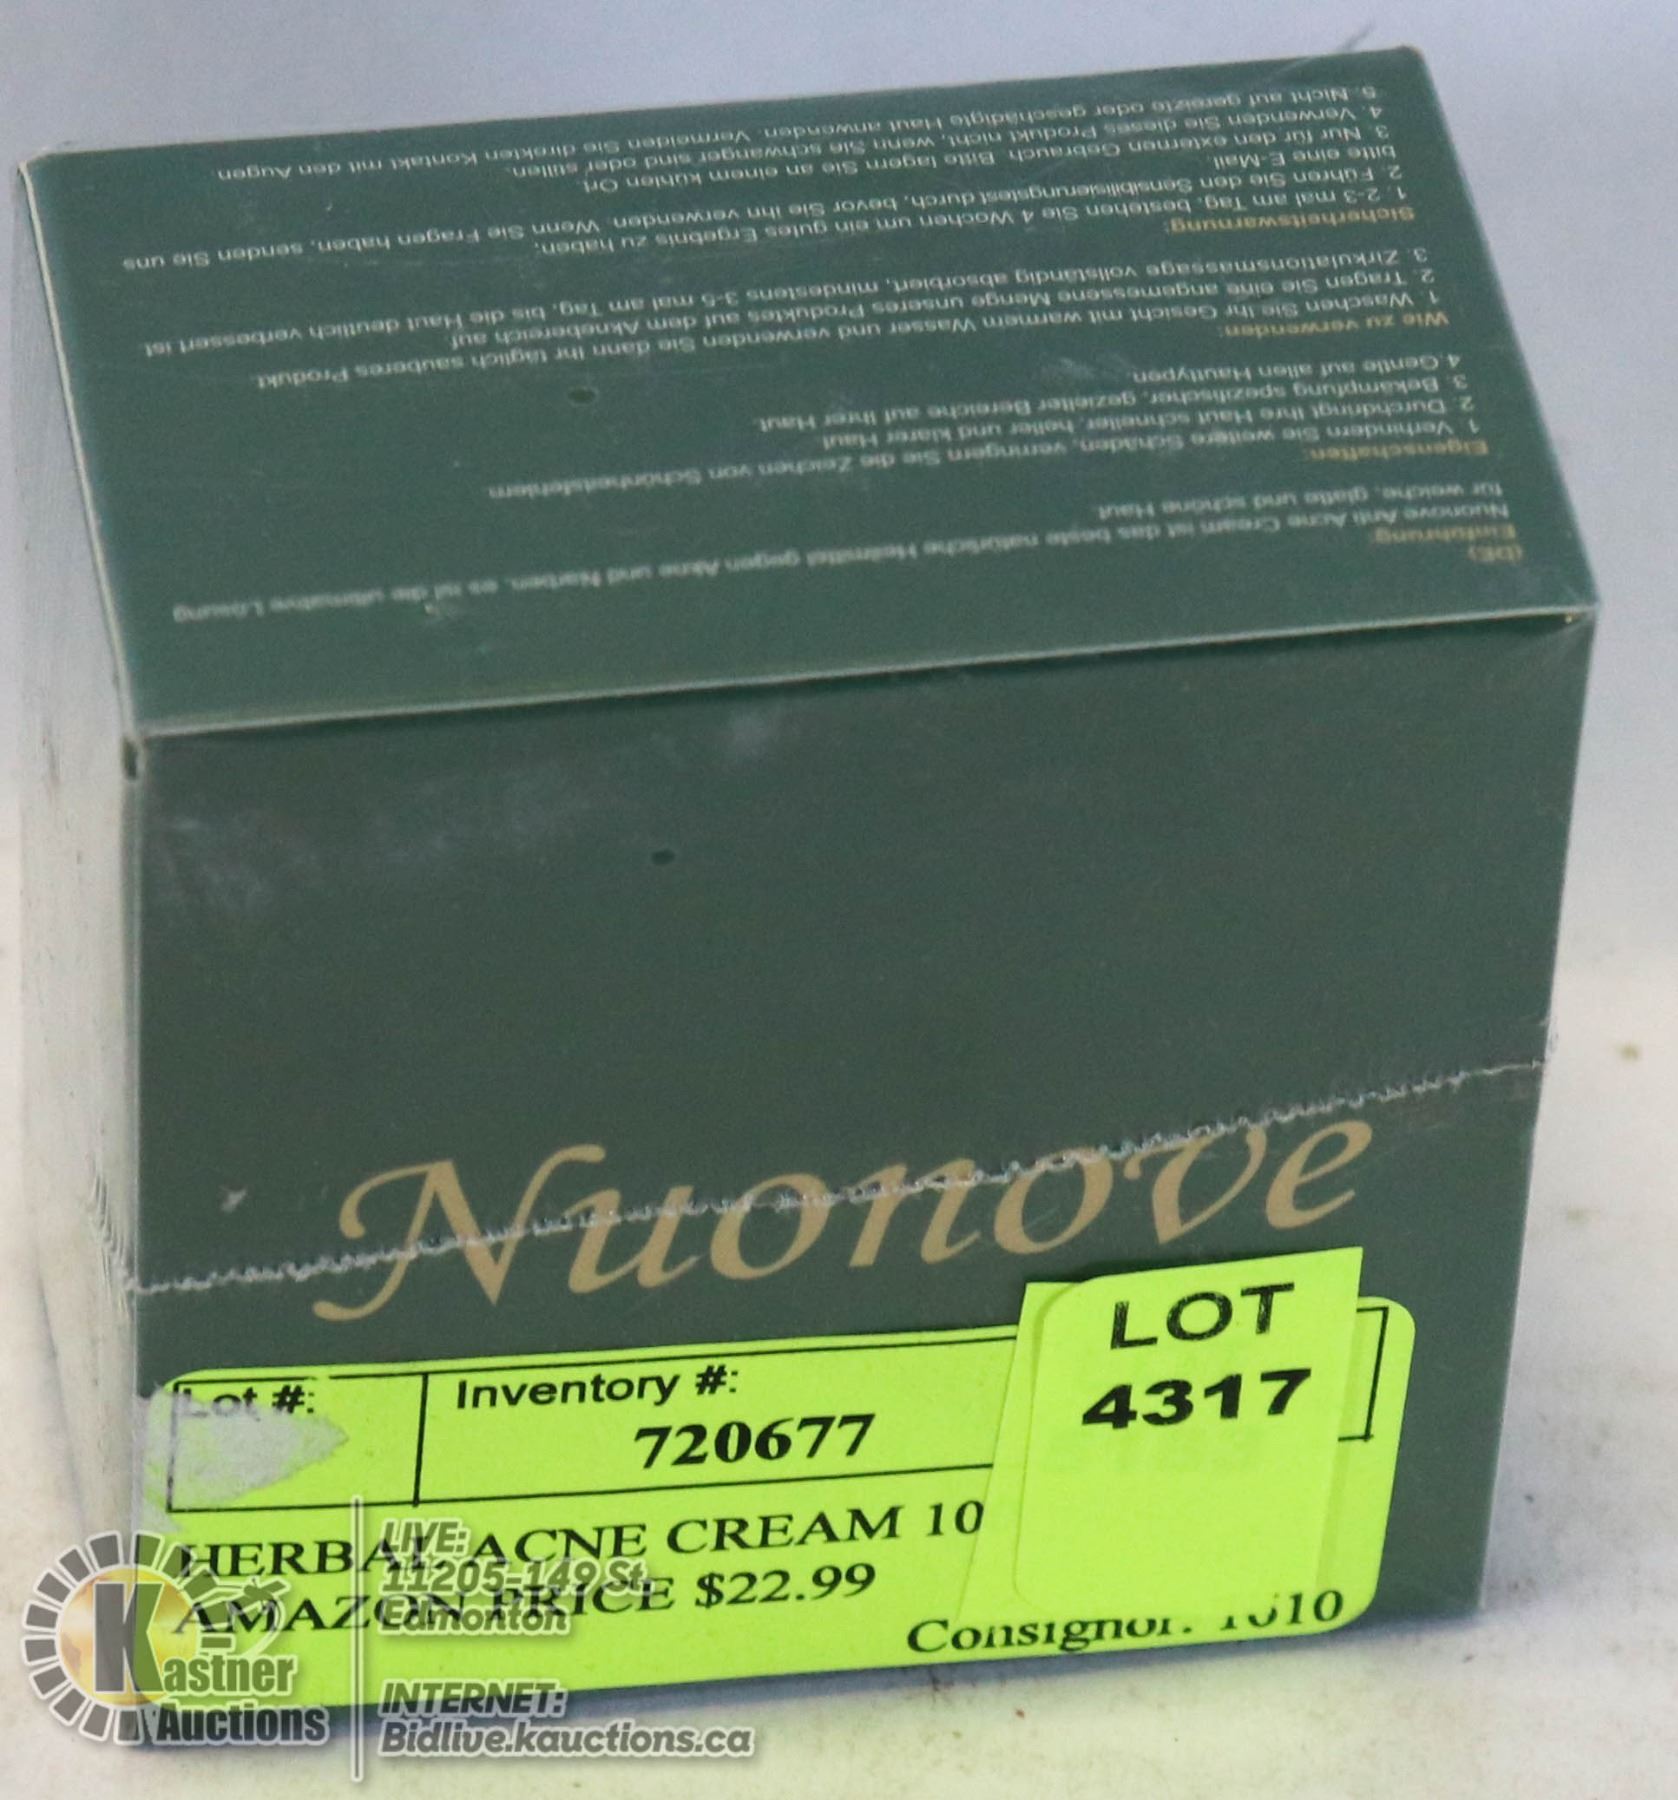 (DE)
Einführung:
Nuonove Anti Acne Cream ist das beste natürliche Heilmittel gegen Akne und Narben, es ist die ultimative Lösung
für weiche, glatte und schöne Haut.
Eigenschaften:
1. Verhindern Sie weitere Schäden, verringern Sie die Zeichen von Schönheitsfehlern.
2. Durchdringt Ihre Haut schneller, heller und klarer Haut.
3. Bekämpfung spezifischer, gezielter Bereiche auf Ihrer Haut.
4.Gentle auf allen Hauttypen.
Wie zu verwenden:
1. Waschen Sie Ihr Gesicht mit warmem Wasser und verwenden Sie dann Ihr täglich sauberes Produkt.
2. Tragen Sie eine angemessene Menge unseres Produktes auf dem Aknebereich auf.
3. Zirkulationsmassage vollständig absorbiert, mindestens 3-5 mal am Tag, bis die Haut deutlich verbessert ist
Sicherheitswarnung:
1. 2-3 mal am Tag, bestehen Sie 4 Wochen um ein gutes Ergebnis zu haben.
2. Führen Sie den Sensibilisierungstest durch, bevor Sie ihn verwenden. Wenn Sie Fragen haben, senden Sie uns
bitte eine E-Mail.
3. Nur für den externen Gebrauch. Bitte lagern Sie an einem kühlen Ort.
4. Verwenden Sie dieses Produkt nicht, wenn Sie schwanger sind oder stillen.
5. Nicht auf gereizte oder geschädigte Haut anwenden. Vermeiden Sie direkten Kontakt mit den Augen.
Nuonove
LOT
4317
Lot #:
Inventory #:
720677
HERBAL ACNE CREAM 10
AMAZON PRICE $22.99
Consignor: 1610
Kastner
Auctions
LIVE:
11205-149 St.
Edmonton
INTERNET:
Bidlive.kauctions.ca